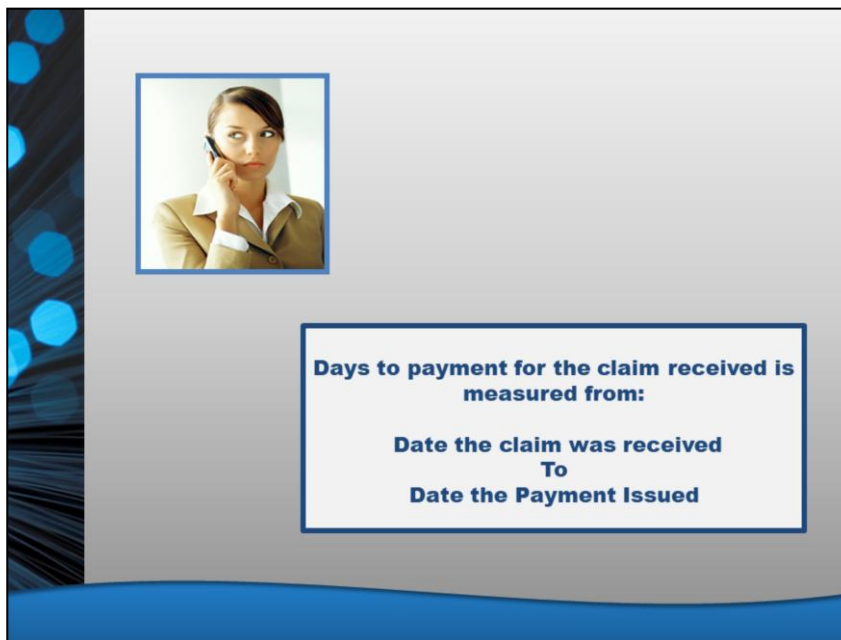 Days to payment for the claim received is
measured from:
Date the claim was received
To
Date the Payment Issued